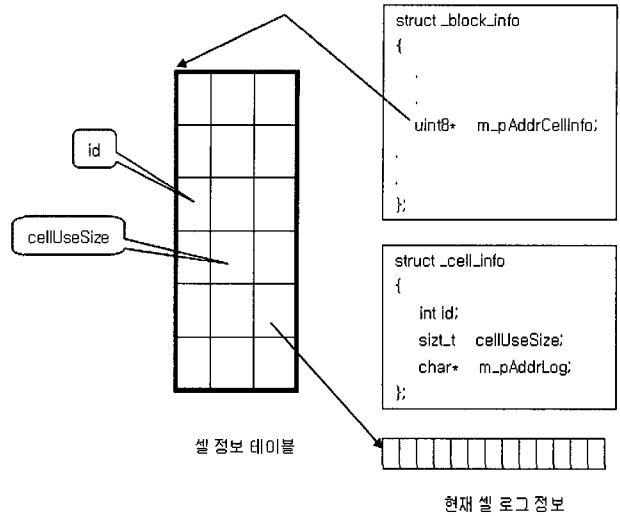 struct _block_info
{
.
.
uint8* m_pAddrCellInfo;
.
.
};
id
cellUseSize
struct _cell_info
{
int id;
sizt_t cellUseSize;
char* m_pAddrLog;
};
셀 정보 테이블
현재 셀 로그 정보